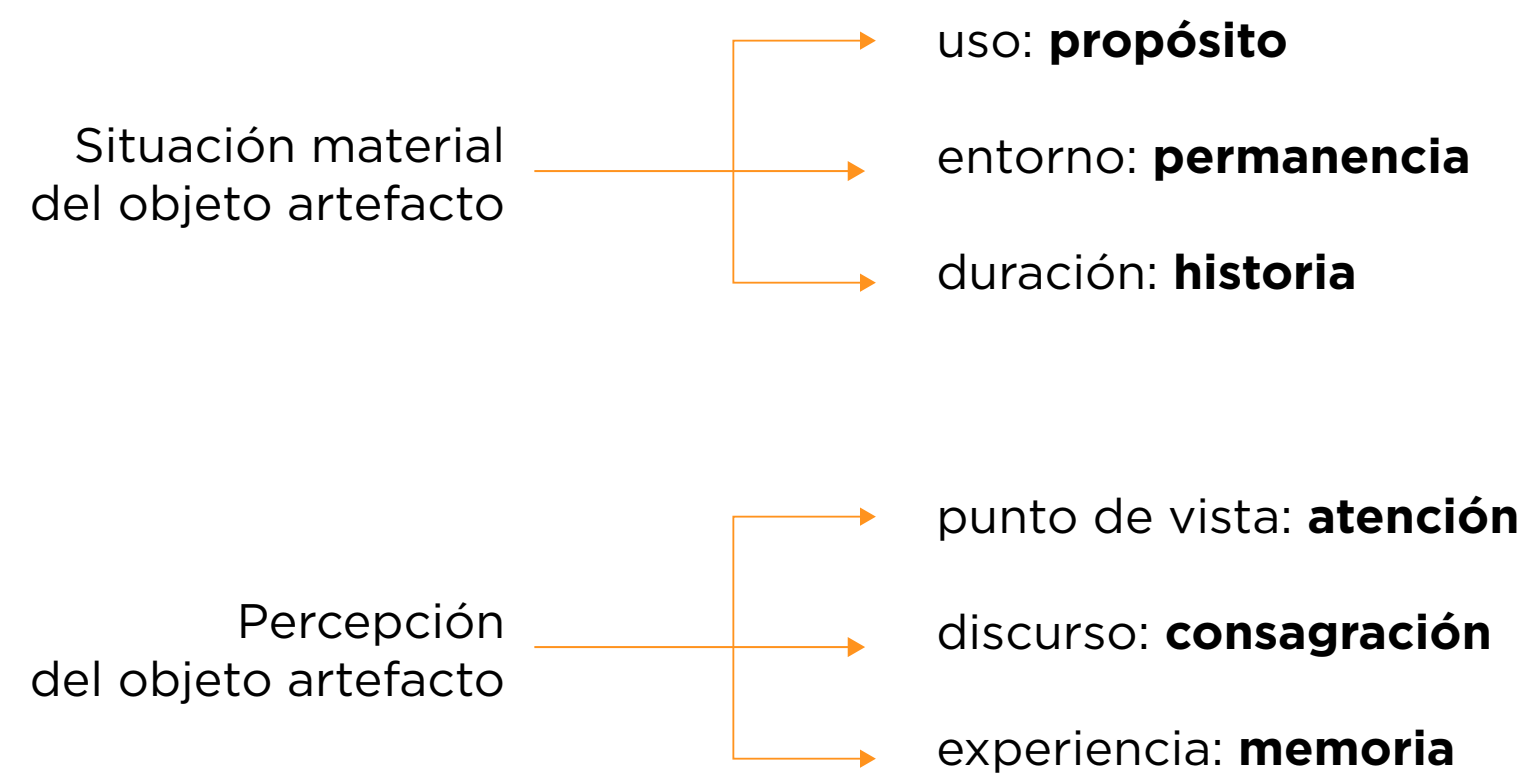 Situación material
del objeto artefacto
uso: propósito
entorno: permanencia
duración: historia
Percepción
del objeto artefacto
punto de vista: atención
discurso: consagración
experiencia: memoria